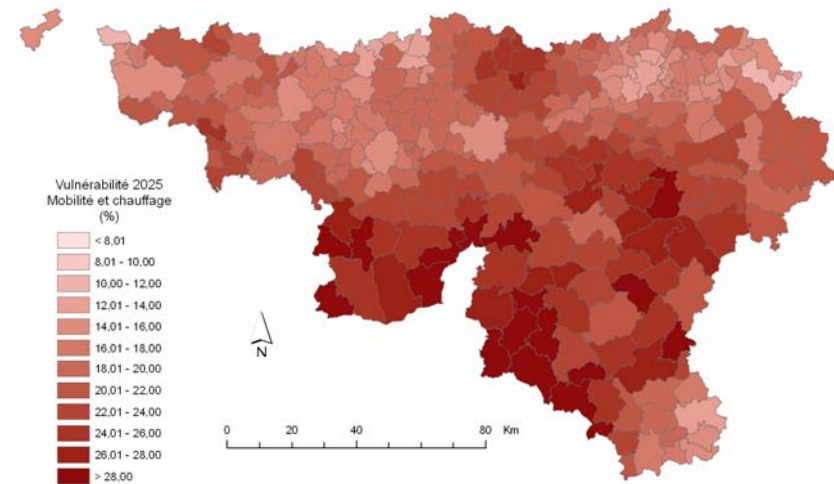 Vulnérabilité 2025
Mobilité et chauffage
(%)
< 8,01
8,01 - 10,00
10,00 - 12,00
12,01 - 14,00
14,01 - 16,00
16,01 - 18,00
18,01 - 20,00
20,01 - 22,00
22,01 - 24,00
24,01 - 26,00
26,01 - 28,00
> 28,00
N
0 20 40 80 Km